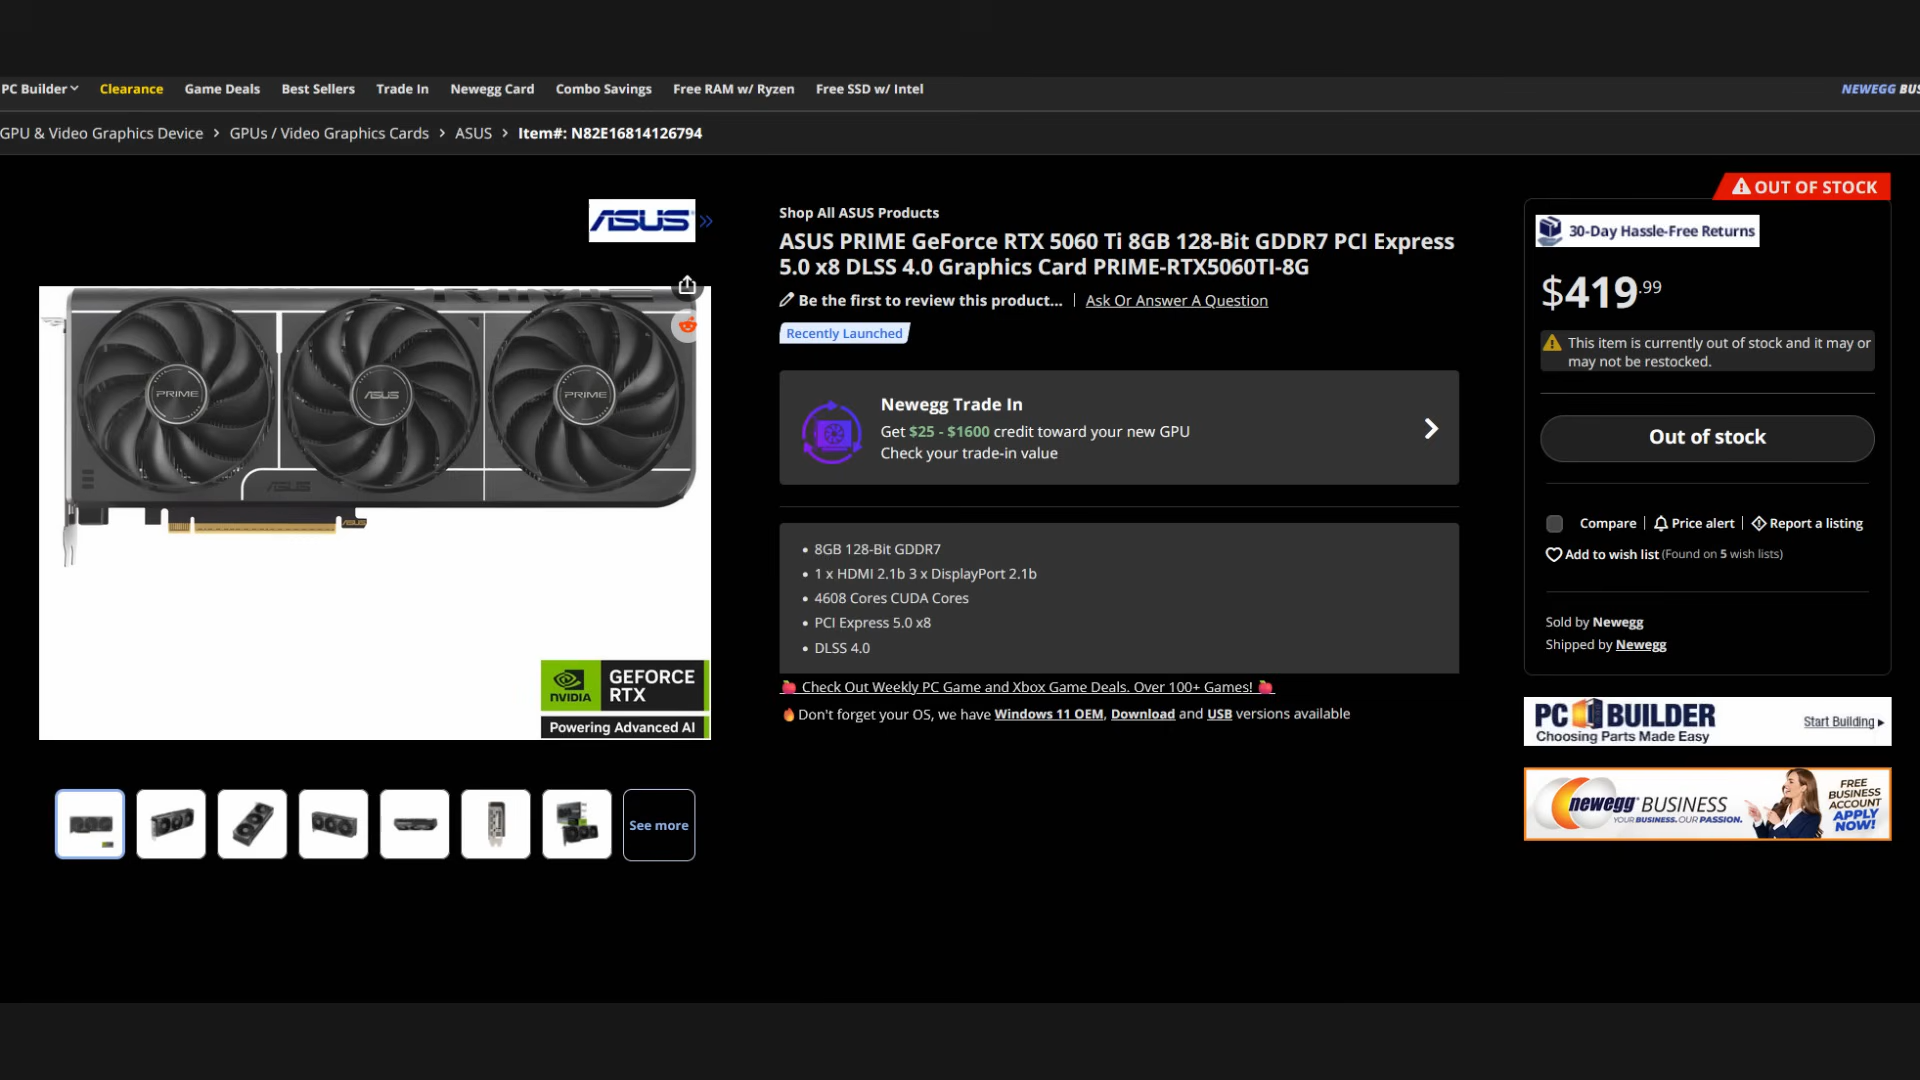 PC Builder
Clearance
Game Deals
Best Sellers
Trade In
Newegg Card
Combo Savings
Free RAM w/ Ryzen
Free SSD w/ Intel
NEWEGG BUS
GPU & Video Graphics Device > GPUs / Video Graphics Cards > ASUS > Item#: N82E16814126794
ASUS
PRIME
ASUS
PRIME
ASUS
ASUS
NVIDIA
GEFORCE
RTX
Powering Advanced AI
See more
Shop All ASUS Products
ASUS PRIME GeForce RTX 5060 Ti 8GB 128-Bit GDDR7 PCI Express
5.0 x8 DLSS 4.0 Graphics Card PRIME-RTX5060TI-8G
Be the first to review this product... | Ask Or Answer A Question
Recently Launched
Newegg Trade In
Get $25 - $1600 credit toward your new GPU
Check your trade-in value
• 8GB 128-Bit GDDR7
• 1 x HDMI 2.1b 3 x DisplayPort 2.1b
• 4608 Cores CUDA Cores
• PCI Express 5.0 x8
• DLSS 4.0
Check Out Weekly PC Game and Xbox Game Deals. Over 100+ Games!
Don't forget your OS, we have Windows 11 OEM, Download and USB versions available
OUT OF STOCK
30-Day Hassle-Free Returns
$419.99
This item is currently out of stock and it may or
may not be restocked.
Out of stock
Compare | Price alert | Report a listing
Add to wish list (Found on 5 wish lists)
Sold by Newegg
Shipped by Newegg
PC BUILDER
Choosing Parts Made Easy
Start Building
newegg BUSINESS
YOUR BUSINESS. OUR PASSION.
FREE
BUSINESS
ACCOUNT
APPLY
NOW!